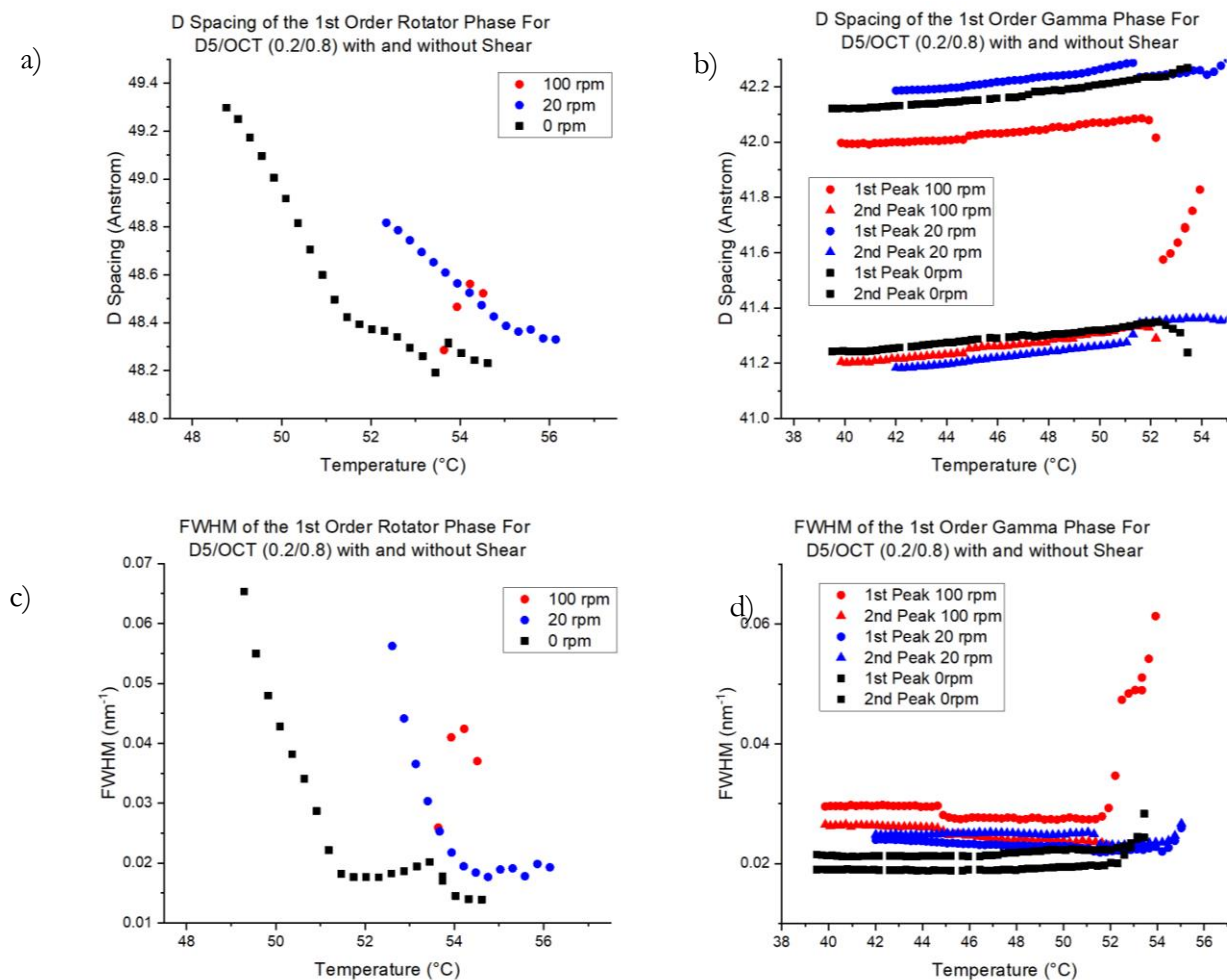 a)
D Spacing of the 1st Order Rotator Phase For
D5/OCT (0.2/0.8) with and without Shear
100 rpm
20 rpm
0 rpm
49.4
49.2
49.0
48.8
48.6
48.4
48.2
48.0
D Spacing (Anstrom)
48 50 52 54 56
Temperature (°C)
b)
D Spacing of the 1st Order Gamma Phase For
D5/OCT (0.2/0.8) with and without Shear
42.2
42.0
41.8
41.6
41.4
41.2
41.0
D Spacing (Anstrom)
1st Peak 100 rpm
2nd Peak 100 rpm
1st Peak 20 rpm
2nd Peak 20 rpm
1st Peak 0rpm
2nd Peak 0rpm
38 40 42 44 46 48 50 52 54
Temperature (°C)
c)
FWHM of the 1st Order Rotator Phase For
D5/OCT (0.2/0.8) with and without Shear
100 rpm
20 rpm
0 rpm
0.07
0.06
0.05
0.04
0.03
0.02
0.01
FWHM (nm⁻¹)
48 50 52 54 56
Temperature (°C)
d)
FWHM of the 1st Order Gamma Phase For
D5/OCT (0.2/0.8) with and without Shear
1st Peak 100 rpm
2nd Peak 100 rpm
1st Peak 20 rpm
2nd Peak 20 rpm
1st Peak 0rpm
2nd Peak 0rpm
0.06
0.04
0.02
FWHM (nm⁻¹)
40 42 44 46 48 50 52 54 56
Temperature (°C)